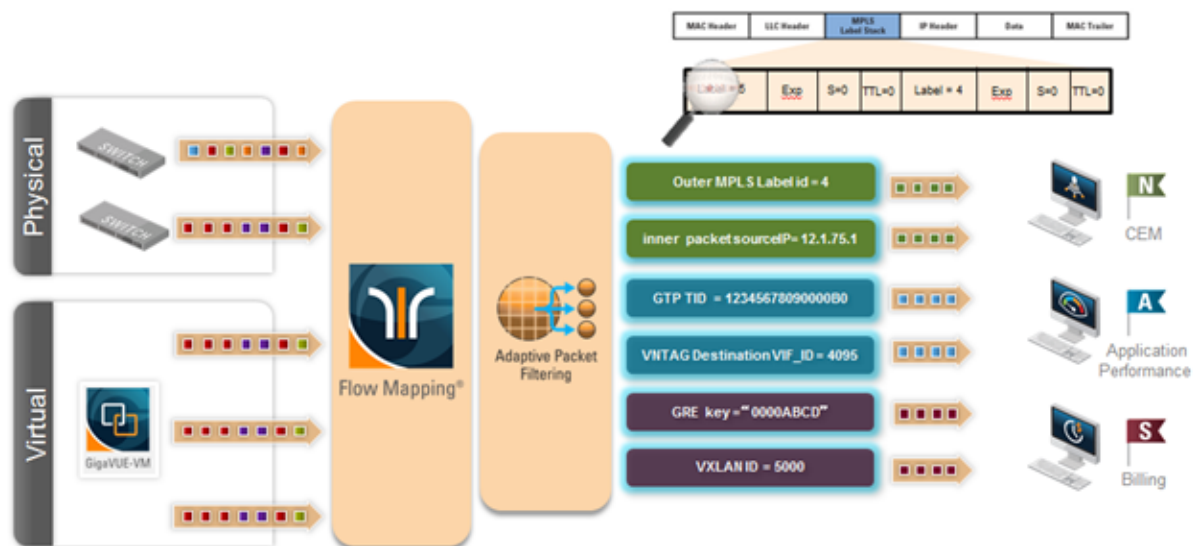 MAC Header LLC Header MPLS Label Stack IP Header Data MAC Trailer
Label = 5 Exp S=0 TTL=0 Label = 4 Exp S=0 TTL=0
Physical
SWITCH
SWITCH
Virtual
GigaVUE-VM
Flow Mapping®
Adaptive Packet
Filtering
Outer MPLS Label id = 4
inner packet sourceIP= 12.1.75.1
GTP TID = 12345678090000B0
VNTAG Destination VIF_ID = 4095
GRE key ="0000ABCD"
VXLAN ID = 5000
N
CEM
A
Application
Performance
S
Billing